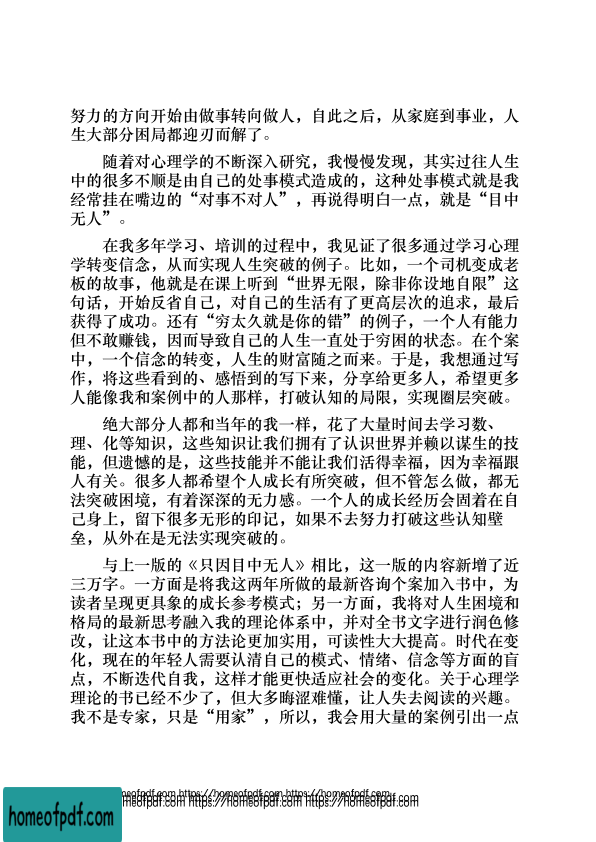 努力的方向开始由做事转向做人，自此之后，从家庭到事业，人
生大部分困局都迎刃而解了。
随着对心理学的不断深入研究，我慢慢发现，其实过往人生
中的很多不顺是由自己的处事模式造成的，这种处事模式就是我
经常挂在嘴边的“对事不对人”，再说得明白一点，就是“目中
无人”。
在我多年学习、培训的过程中，我见证了很多通过学习心理
学转变信念，从而实现人生突破的例子。比如，一个司机变成老
板的故事，他就是在课上听到“世界无限，除非你设地自限”这
句话，开始反省自己，对自己的生活有了更高层次的追求，最后
获得了成功。还有“穷太久就是你的错”的例子，一个人有能力
但不敢赚钱，因而导致自己的人生一直处于穷困的状态。在个案
中，一个信念的转变，人生的财富随之而来。于是，我想通过写
作，将这些看到的、感悟到的写下来，分享给更多人，希望更多
人能像我和案例中的人那样，打破认知的局限，实现圈层突破。
绝大部分人都和当年的我一样，花了大量时间去学习数、
理、化等知识，这些知识让我们拥有了认识世界并赖以谋生的技
能，但遗憾的是，这些技能并不能让我们活得幸福，因为幸福跟
人有关。很多人都希望个人成长有所突破，但不管怎么做，都无
法突破困境，有着深深的无力感。一个人的成长经历会固着在自
己身上，留下很多无形的印记，如果不去努力打破这些认知壁
垒，从外在是无法实现突破的。
与上一版的《只因目中无人》相比，这一版的内容新增了近
三万字。一方面是将我这两年所做的最新咨询个案加入书中，为
读者呈现更具象的成长参考模式；另一方面，我将对人生困境和
格局的最新思考融入我的理论体系中，并对全书文字进行润色修
改，让这本书中的方法论更加实用，可读性大大提高。时代在变
化，现在的年轻人需要认清自己的模式、情绪、信念等方面的盲
点，不断迭代自我，这样才能更快适应社会的变化。关于心理学
理论的书已经不少了，但大多晦涩难懂，让人失去阅读的兴趣。
我不是专家，只是“用家”，所以，我会用大量的案例引出一点
homeofpdf.com https://homeofpdf.com https://homeofpdf.com
homeofpdf.com https://homeofpdf.com https://homeofpdf.com
homeofpdf.com